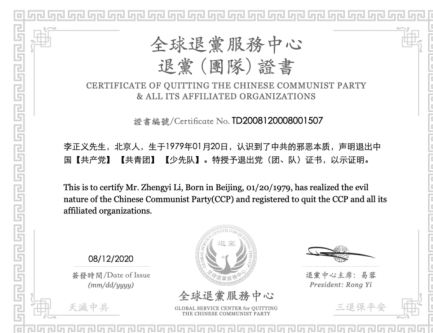 全球退黨服務中心
退黨（團隊）證書
CERTIFICATE OF QUITTING THE CHINESE COMMUNIST PARTY
& ALL ITS AFFILIATED ORGANIZATIONS
證書編號/Certificate No. TD2008120008001507
李正义先生，北京人，生于1979年01月20日，认识到了中共的邪恶本质，声明退出中
国【共产党】【共青团】【少先队】。特授予退出党（团、队）证书，以示证明。
This is to certify Mr. Zhengyi Li, Born in Beijing, 01/20/1979, has realized the evil
nature of the Chinese Communist Party(CCP) and registered to quit the CCP and all its
affiliated organizations.
08/12/2020
簽發時間/Date of Issue
(mm/dd/yyyy)
天滅中共
退黨
全球退黨服務中心
GLOBAL SERVICE CENTER for QUITTING
THE CHINESE COMMUNIST PARTY
退黨中心主席：易蓉
President: Rong Yi
三退保平安